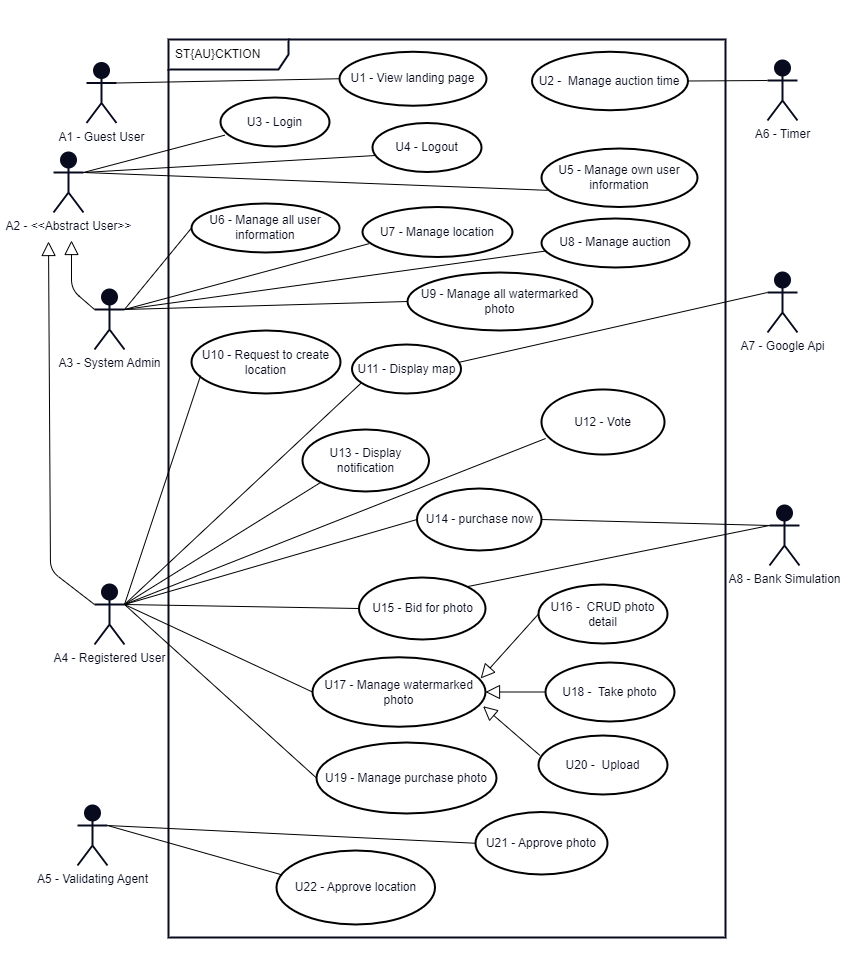 ST{AU}CKTION
U1 - View landing page
U2 -  Manage auction time
A1 - Guest User
A6 - Timer
U3 - Login
U4 - Logout
U5 - Manage own user
information
A2 - <<Abstract User>>
U6 - Manage all user
information
U7 - Manage location
U8 - Manage auction
U9 - Manage all watermarked
photo
A3 - System Admin
A7 - Google Api
U10 - Request to create
location
U11 - Display map
U12 - Vote
U13 - Display
notification
U14 - purchase now
A8 - Bank Simulation
U15 - Bid for photo
U16 -  CRUD photo
detail
A4 - Registered User
U17 - Manage watermarked
photo
U18 -  Take photo
U19 - Manage purchase photo
U20 -  Upload
U21 - Approve photo
A5 - Validating Agent
U22 - Approve location